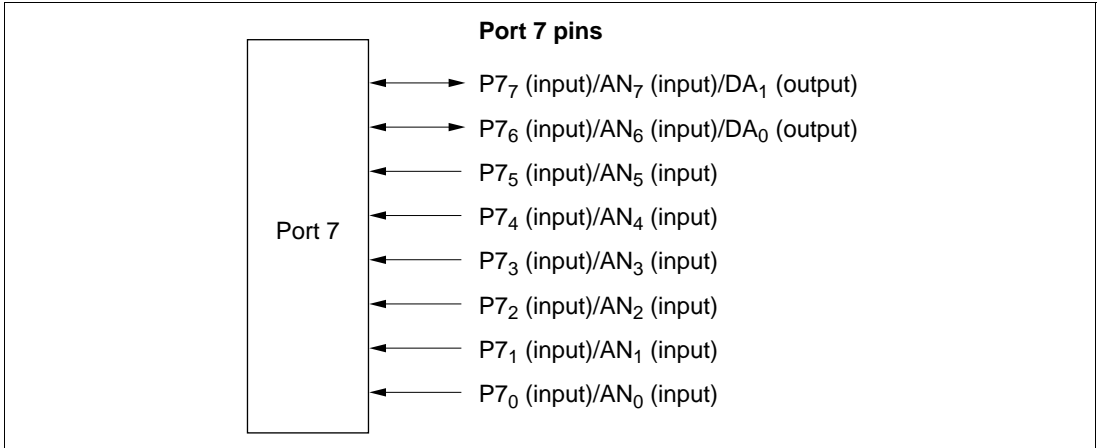 Port 7 pins
P7₇ (input)/AN₇ (input)/DA₁ (output)
P7₆ (input)/AN₆ (input)/DA₀ (output)
P7₅ (input)/AN₅ (input)
P7₄ (input)/AN₄ (input)
Port 7
P7₃ (input)/AN₃ (input)
P7₂ (input)/AN₂ (input)
P7₁ (input)/AN₁ (input)
P7₀ (input)/AN₀ (input)